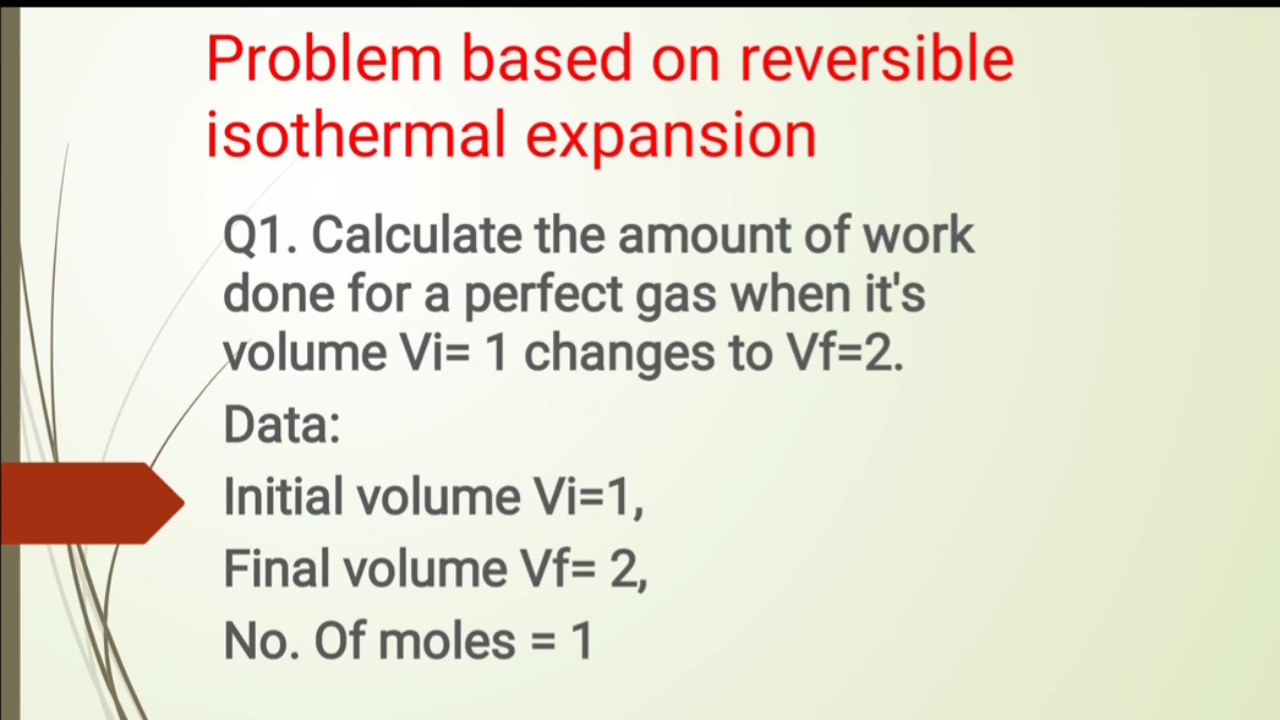 Problem based on reversible
isothermal expansion
Q1. Calculate the amount of work
done for a perfect gas when it's
volume Vi= 1 changes to Vf=2.
Data:
Initial volume Vi=1,
Final volume Vf= 2,
No. Of moles = 1